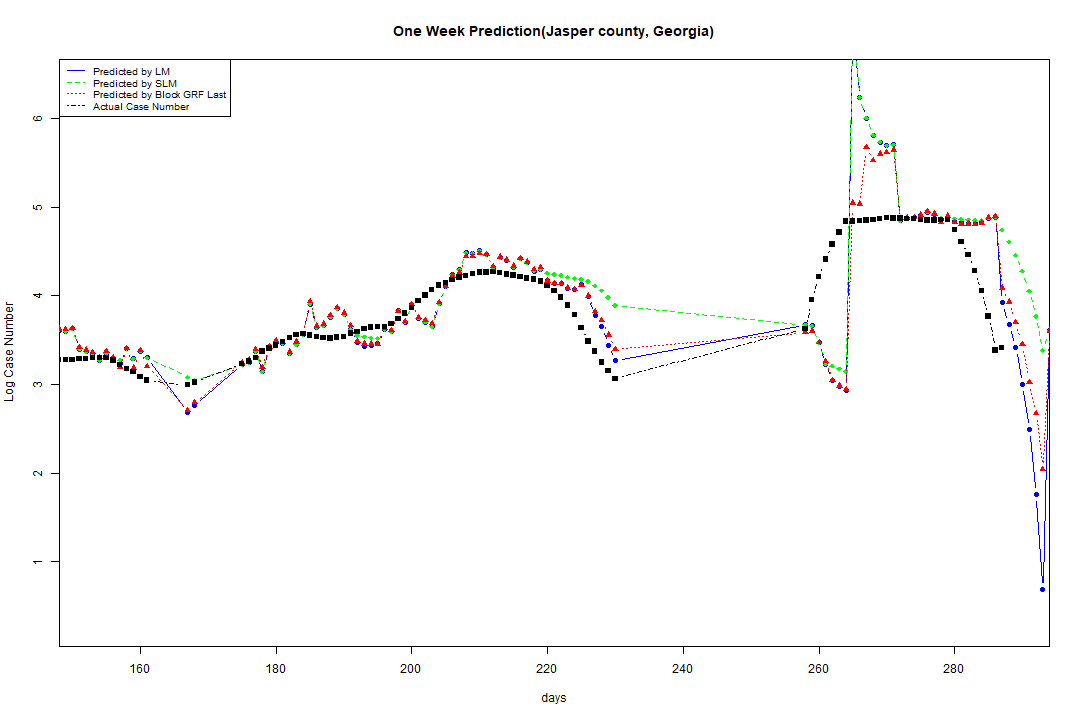 One Week Prediction(Jasper county, Georgia)
Predicted by LM
Predicted by SLM
Predicted by Block GRF Last
Actual Case Number
Log Case Number
6
5
4
3
2
1
160 180 200 220 240 260 280
days